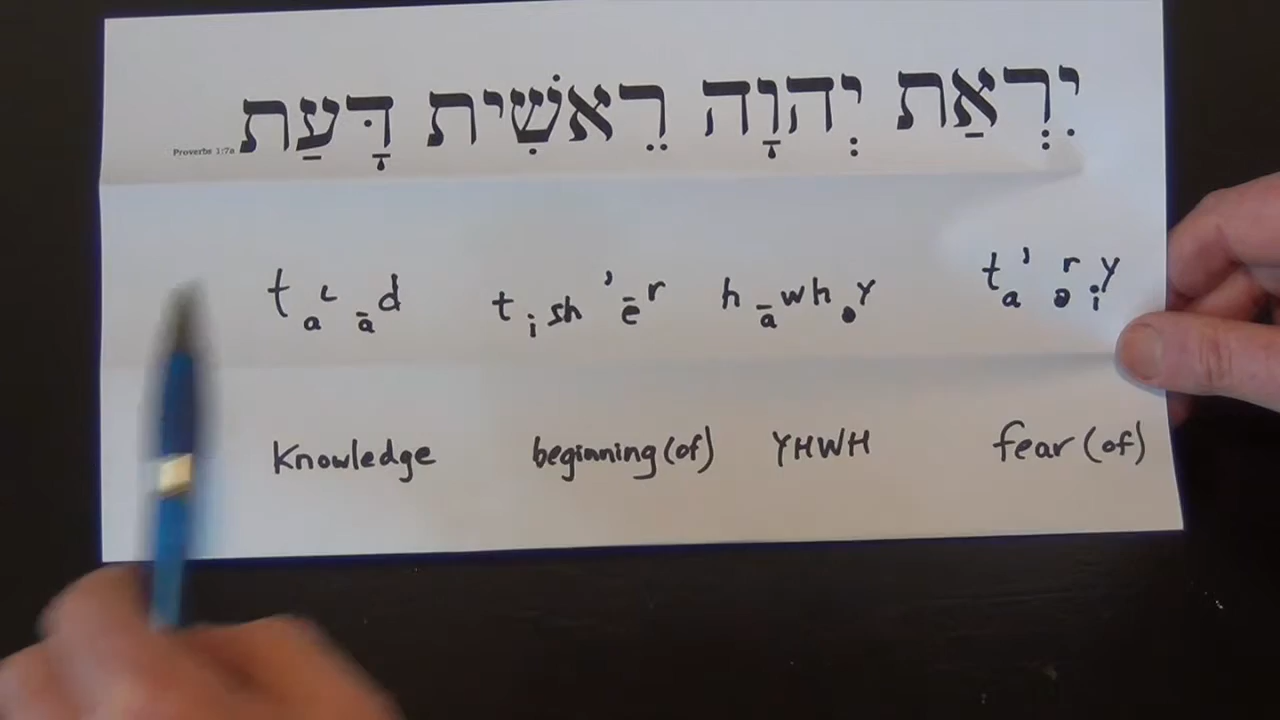 יִרְאַת יְהוָה רֵאשִׁית דָּעַת
Proverbs 1:7a
t a ʿ ā d t i sh ʾ ē r h ā w h ə y t a ʾ ə r i y
Knowledge beginning (of) YHWH fear (of)